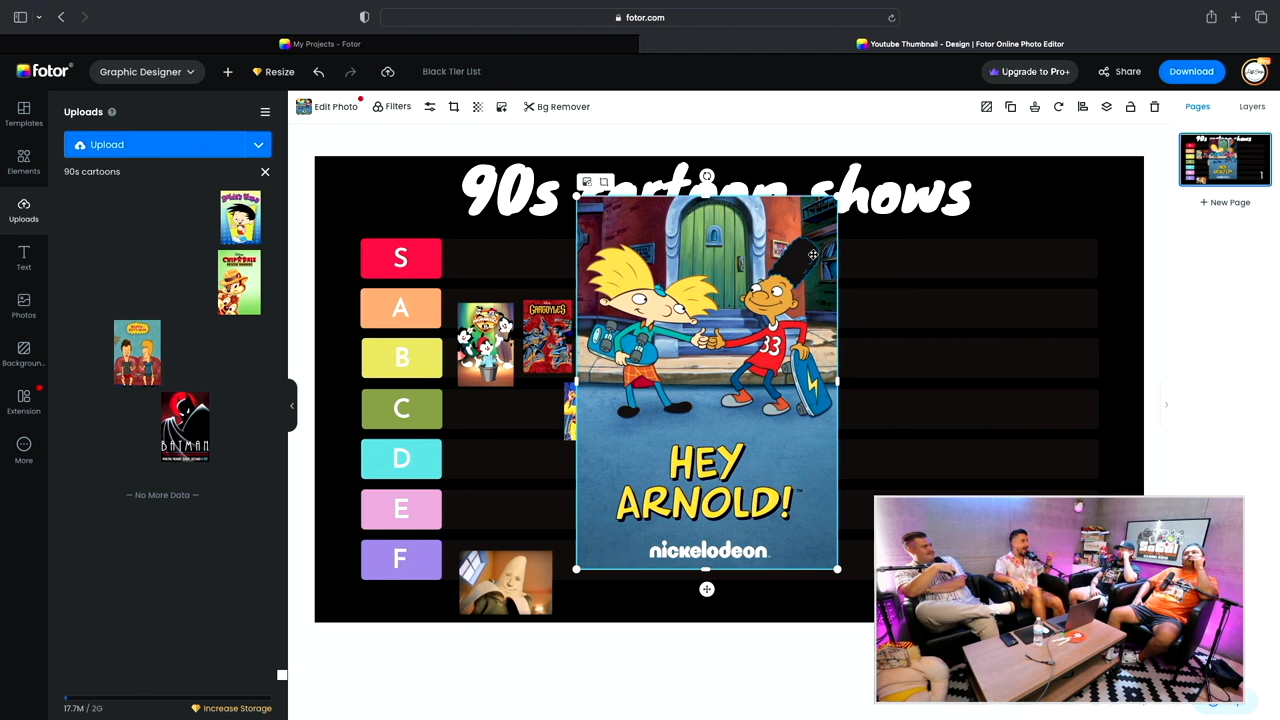 fotor.com
My Projects - Fotor
Youtube Thumbnail - Design | Fotor Online Photo Editor
fotor
Graphic Designer
Resize
Black Tier List
Upgrade to Pro+
Share
Download
Templates
Elements
Uploads
Text
Photos
Backgroun...
Extension
More
Uploads
Upload
90s cartoons
CHIP 'N DALE
BATMAN
— No More Data —
17.7M / 2G
Increase Storage
Edit Photo
Filters
Bg Remover
Pages
Layers
1
+ New Page
90s cartoon shows
S
A
B
C
D
E
F
GARGOYLES
33
HEY
ARNOLD!
nickelodeon